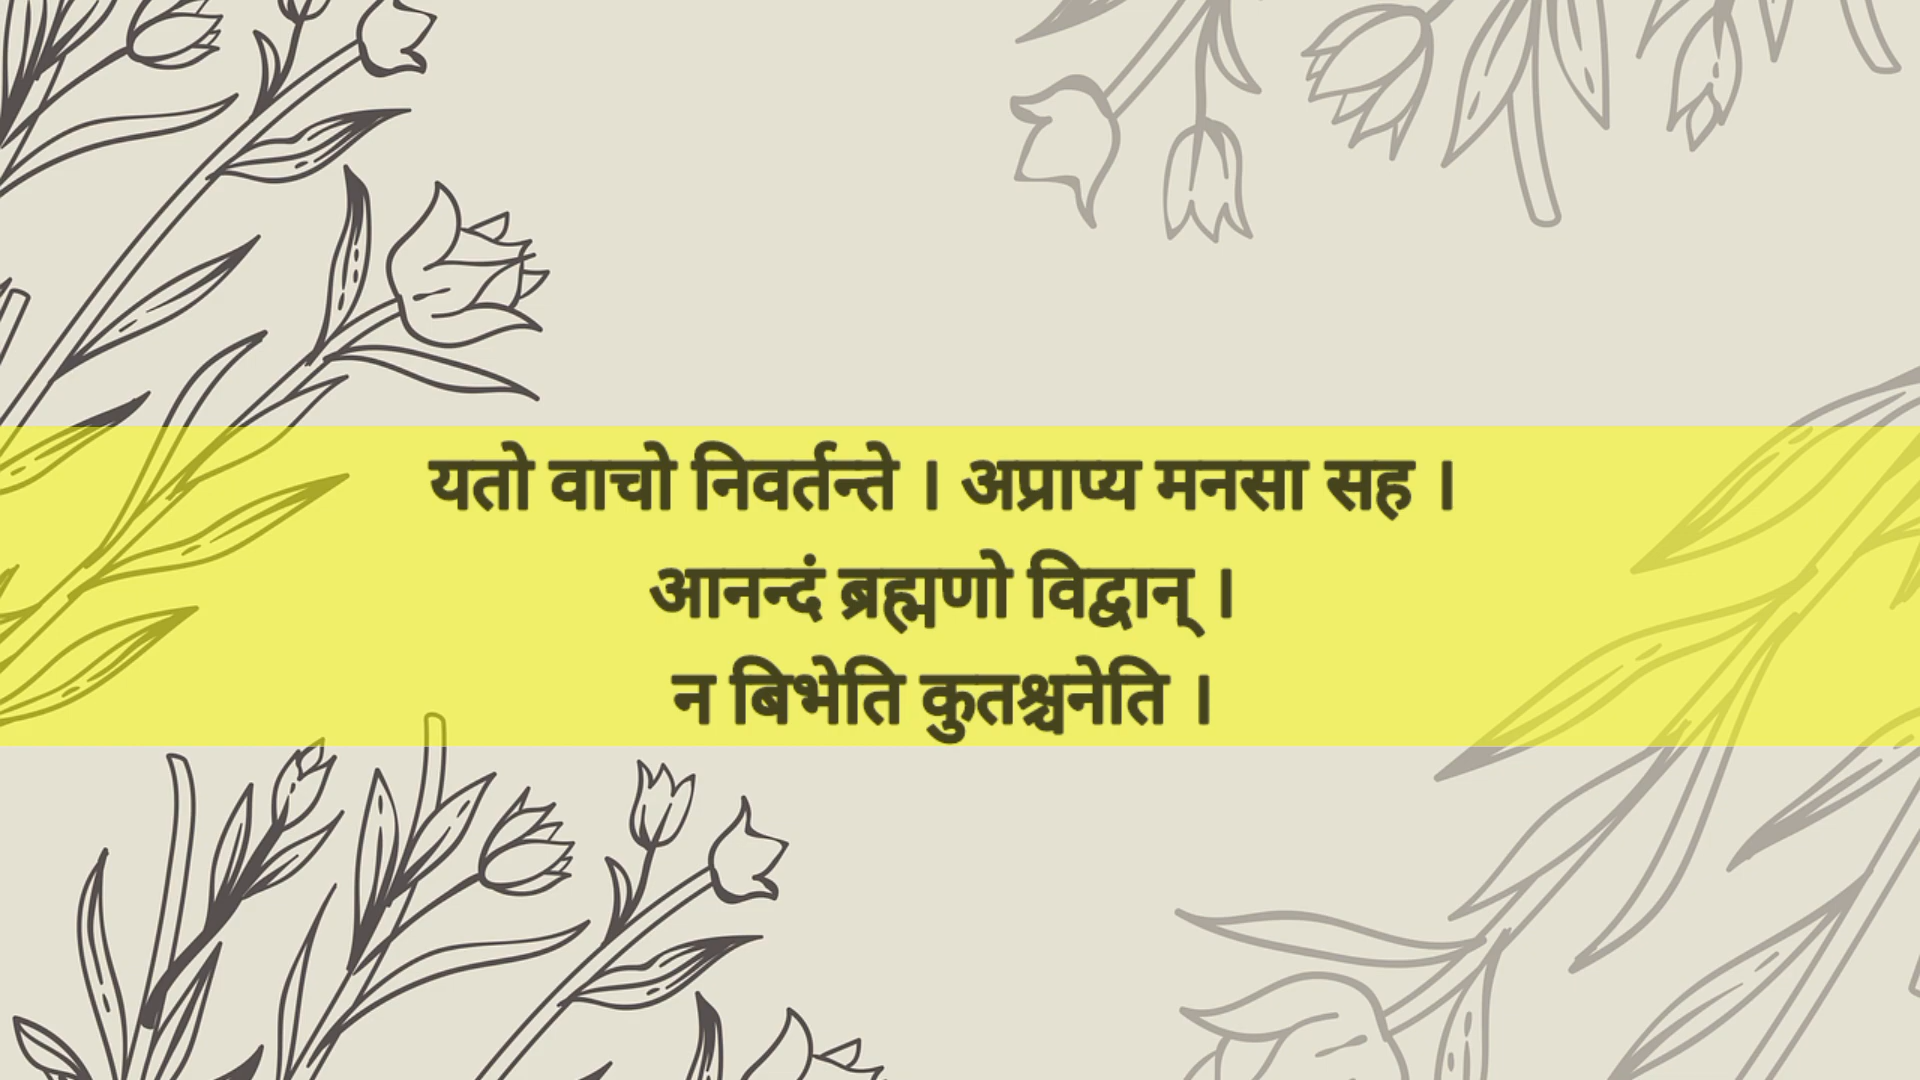 यतो वाचो निवर्तन्ते । अप्राप्य मनसा सह ।
आनन्दं ब्रह्मणो विद्वान् ।
न बिभेति कुतश्चनेति ।